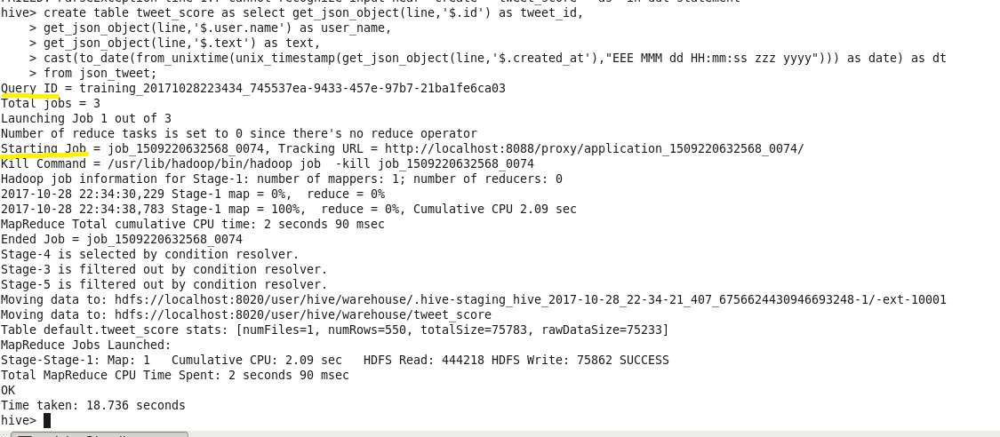 hive> create table tweet_score as select get_json_object(line,'$.id') as tweet_id,
    > get_json_object(line,'$.user.name') as user_name,
    > get_json_object(line,'$.text') as text,
    > cast(to_date(from_unixtime(unix_timestamp(get_json_object(line,'$.created_at'),"EEE MMM dd HH:mm:ss zzz yyyy"))) as date) as dt
    > from json_tweet;
Query ID = training_20171028223434_745537ea-9433-457e-97b7-21ba1fe6ca03
Total jobs = 3
Launching Job 1 out of 3
Number of reduce tasks is set to 0 since there's no reduce operator
Starting Job = job_1509220632568_0074, Tracking URL = http://localhost:8088/proxy/application_1509220632568_0074/
Kill Command = /usr/lib/hadoop/bin/hadoop job  -kill job_1509220632568_0074
Hadoop job information for Stage-1: number of mappers: 1; number of reducers: 0
2017-10-28 22:34:30,229 Stage-1 map = 0%,  reduce = 0%
2017-10-28 22:34:38,783 Stage-1 map = 100%,  reduce = 0%, Cumulative CPU 2.09 sec
MapReduce Total cumulative CPU time: 2 seconds 90 msec
Ended Job = job_1509220632568_0074
Stage-4 is selected by condition resolver.
Stage-3 is filtered out by condition resolver.
Stage-5 is filtered out by condition resolver.
Moving data to: hdfs://localhost:8020/user/hive/warehouse/.hive-staging_hive_2017-10-28_22-34-21_407_6756624430946693248-1/-ext-10001
Moving data to: hdfs://localhost:8020/user/hive/warehouse/tweet_score
Table default.tweet_score stats: [numFiles=1, numRows=550, totalSize=75783, rawDataSize=75233]
MapReduce Jobs Launched:
Stage-Stage-1: Map: 1   Cumulative CPU: 2.09 sec   HDFS Read: 444218 HDFS Write: 75862 SUCCESS
Total MapReduce CPU Time Spent: 2 seconds 90 msec
OK
Time taken: 18.736 seconds
hive>